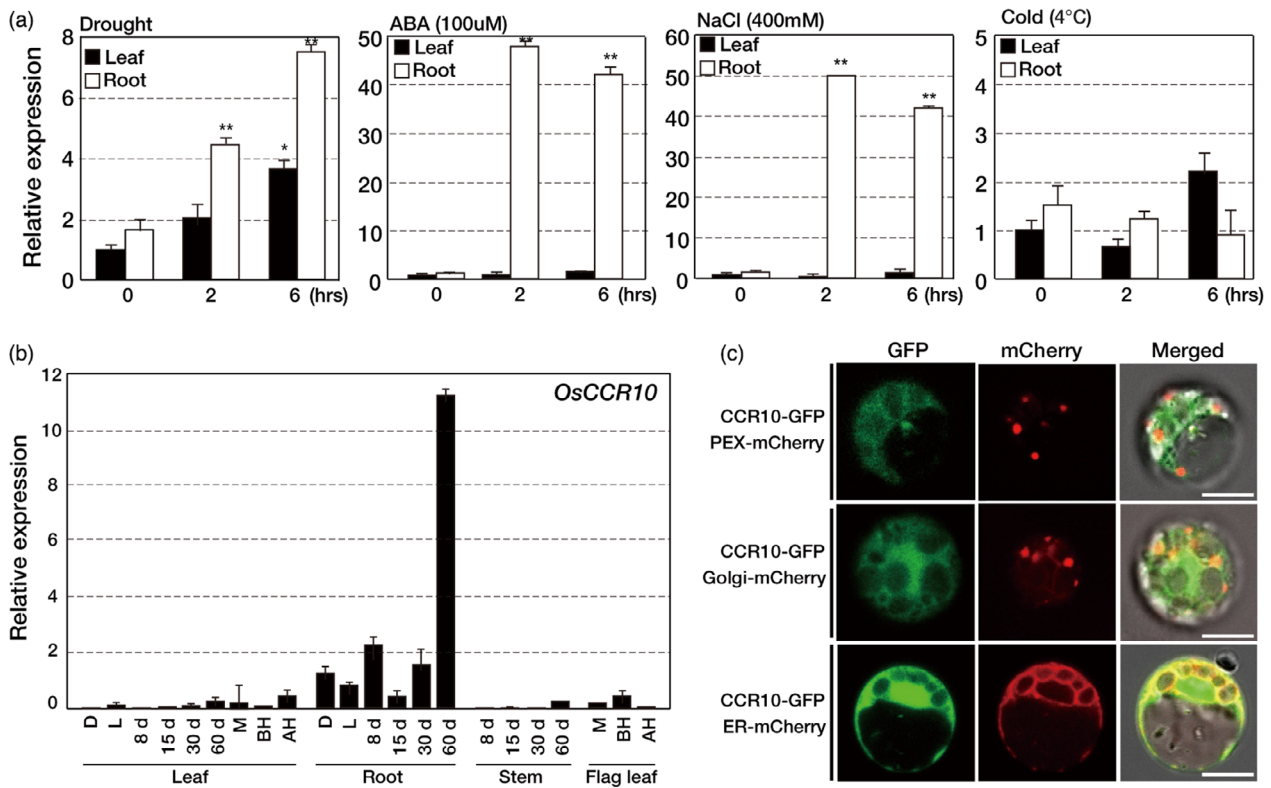 (a)
Drought
ABA (100uM)
NaCl (400mM)
Cold (4°C)
Relative expression
8
6
4
2
0
Leaf
Root
**
*
**
0 2 6 (hrs)
50
40
30
20
10
0
Leaf
Root
**
**
0 2 6 (hrs)
60
50
40
30
20
10
0
Leaf
Root
**
**
0 2 6 (hrs)
5
4
3
2
1
0
Leaf
Root
0 2 6 (hrs)
(b)
Relative expression
12
10
8
6
4
2
0
OsCCR10
D L 8 d 15 d 30 d 60 d M BH AH D L 8 d 15 d 30 d 60 d 8 d 15 d 30 d 60 d M BH AH
Leaf Root Stem Flag leaf
(c)
GFP mCherry Merged
CCR10-GFP
PEX-mCherry
CCR10-GFP
Golgi-mCherry
CCR10-GFP
ER-mCherry